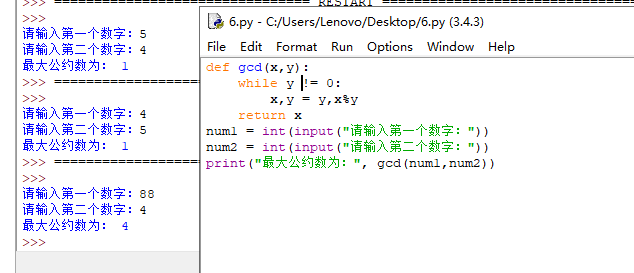 >>> ================================ RESTART ================================
>>>
请输入第一个数字：5
请输入第二个数字：4
最大公约数为： 1
>>> ======================
>>>
请输入第一个数字：4
请输入第二个数字：5
最大公约数为： 1
>>> ======================
>>>
请输入第一个数字：88
请输入第二个数字：4
最大公约数为： 4
>>>
6.py - C:/Users/Lenovo/Desktop/6.py (3.4.3)
File Edit Format Run Options Window Help
def gcd(x,y):
    while y != 0:
        x,y = y,x%y
    return x
num1 = int(input("请输入第一个数字："))
num2 = int(input("请输入第二个数字："))
print("最大公约数为：", gcd(num1,num2))